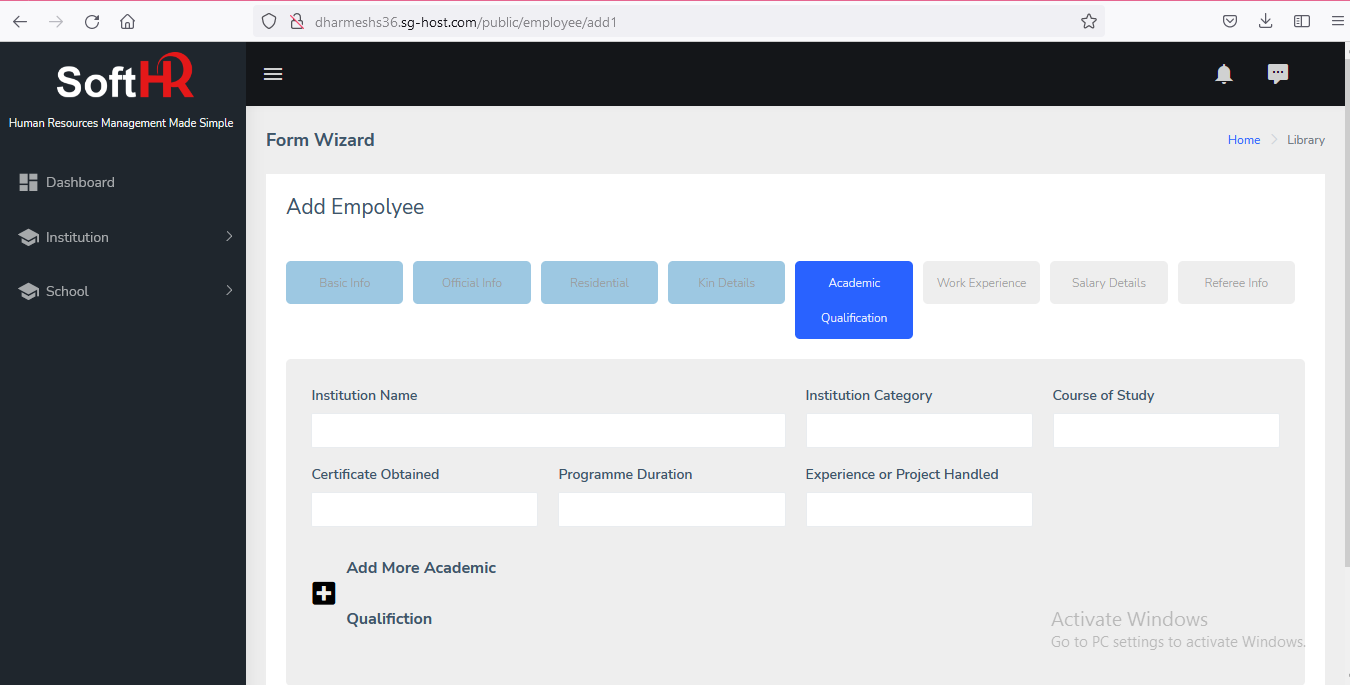 dharmeshs36.sg-host.com/public/employee/add1
SoftHR
Human Resources Management Made Simple
Dashboard
Institution
School
Form Wizard
Home
Library
Add Empolyee
Basic Info
Official Info
Residential
Kin Details
Academic
Qualification
Work Experience
Salary Details
Referee Info
Institution Name
Institution Category
Course of Study
Certificate Obtained
Programme Duration
Experience or Project Handled
Add More Academic
Qualifiction
Activate Windows
Go to PC settings to activate Windows.